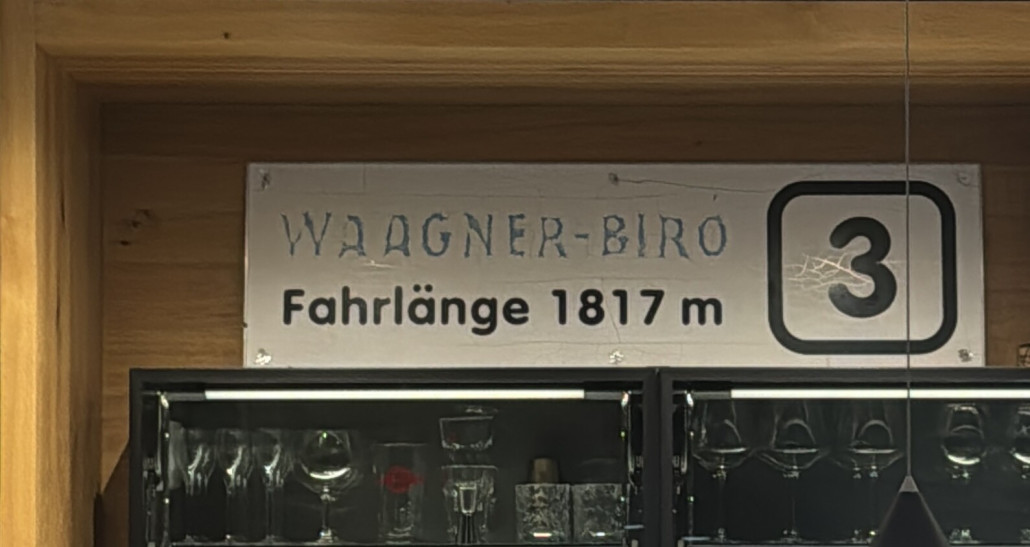 WAAGNER-BIRO
Fahrlänge 1817 m
3